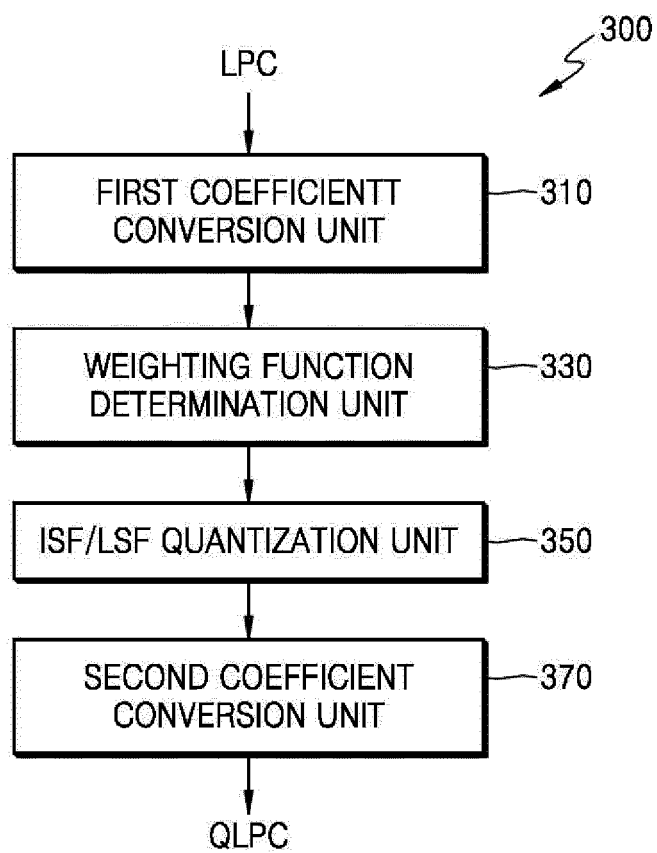 300
LPC
FIRST COEFFICIENTT
CONVERSION UNIT
310
WEIGHTING FUNCTION
DETERMINATION UNIT
330
ISF/LSF QUANTIZATION UNIT
350
SECOND COEFFICIENT
CONVERSION UNIT
370
QLPC